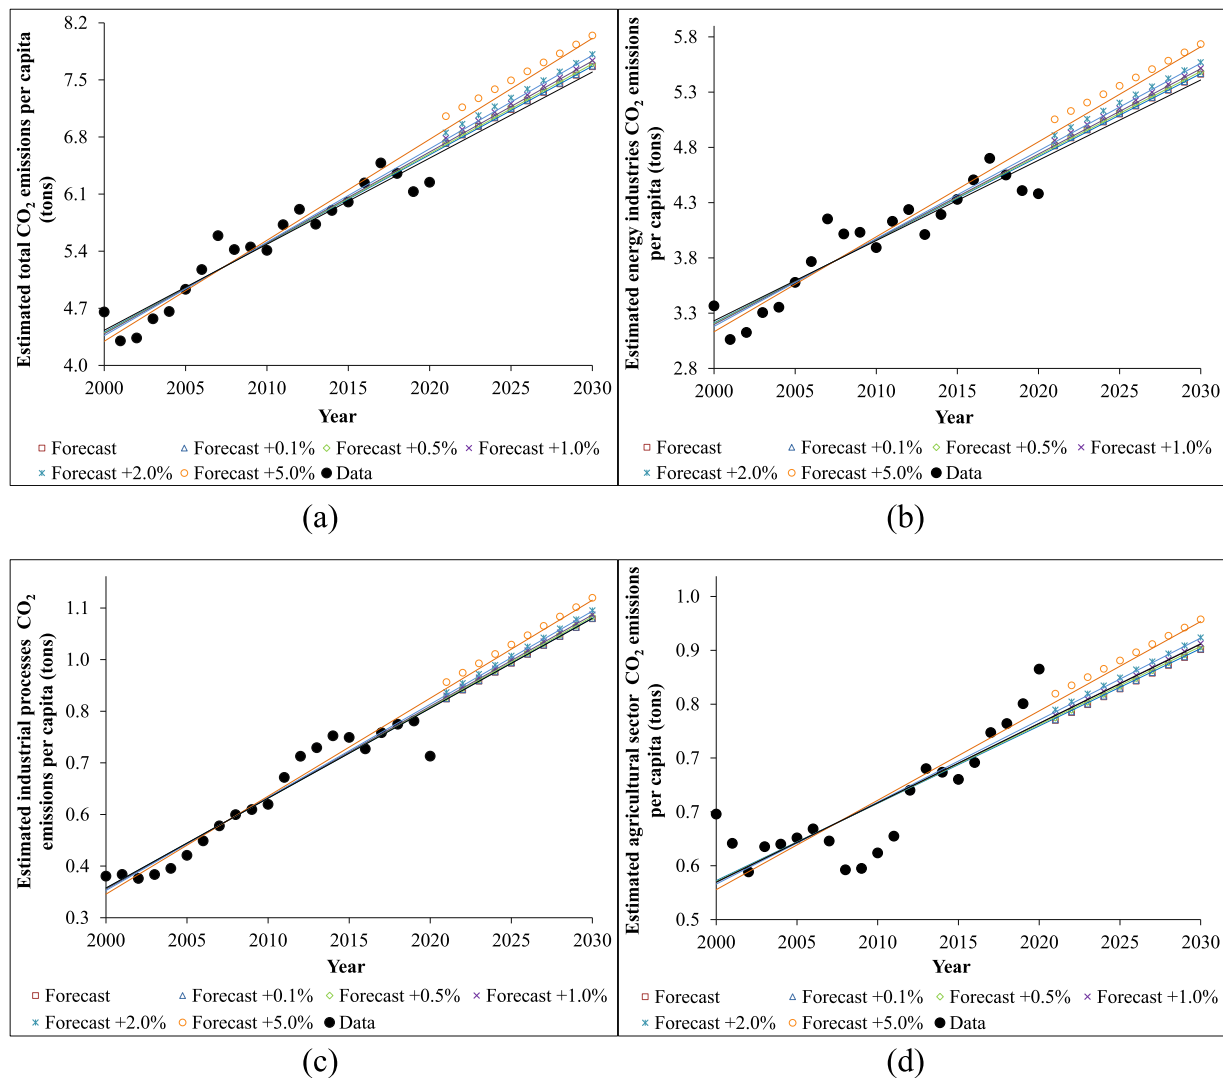 Estimated total CO₂ emissions per capita
(tons)
8.2
7.5
6.8
6.1
5.4
4.7
4.0
2000 2005 2010 2015 2020 2025 2030
Year
Forecast Forecast +0.1% Forecast +0.5% Forecast +1.0%
Forecast +2.0% Forecast +5.0% Data
(a)
Estimated energy industries CO₂ emissions
per capita (tons)
5.8
5.3
4.8
4.3
3.8
3.3
2.8
2000 2005 2010 2015 2020 2025 2030
Year
Forecast Forecast +0.1% Forecast +0.5% Forecast +1.0%
Forecast +2.0% Forecast +5.0% Data
(b)
Estimated industrial processes CO₂
emissions per capita (tons)
1.1
1.0
0.8
0.7
0.6
0.4
0.3
2000 2005 2010 2015 2020 2025 2030
Year
Forecast Forecast +0.1% Forecast +0.5% Forecast +1.0%
Forecast +2.0% Forecast +5.0% Data
(c)
Estimated agricultural sector CO₂ emissions
per capita (tons)
1.0
0.9
0.8
0.7
0.7
0.6
0.5
2000 2005 2010 2015 2020 2025 2030
Year
Forecast Forecast +0.1% Forecast +0.5% Forecast +1.0%
Forecast +2.0% Forecast +5.0% Data
(d)